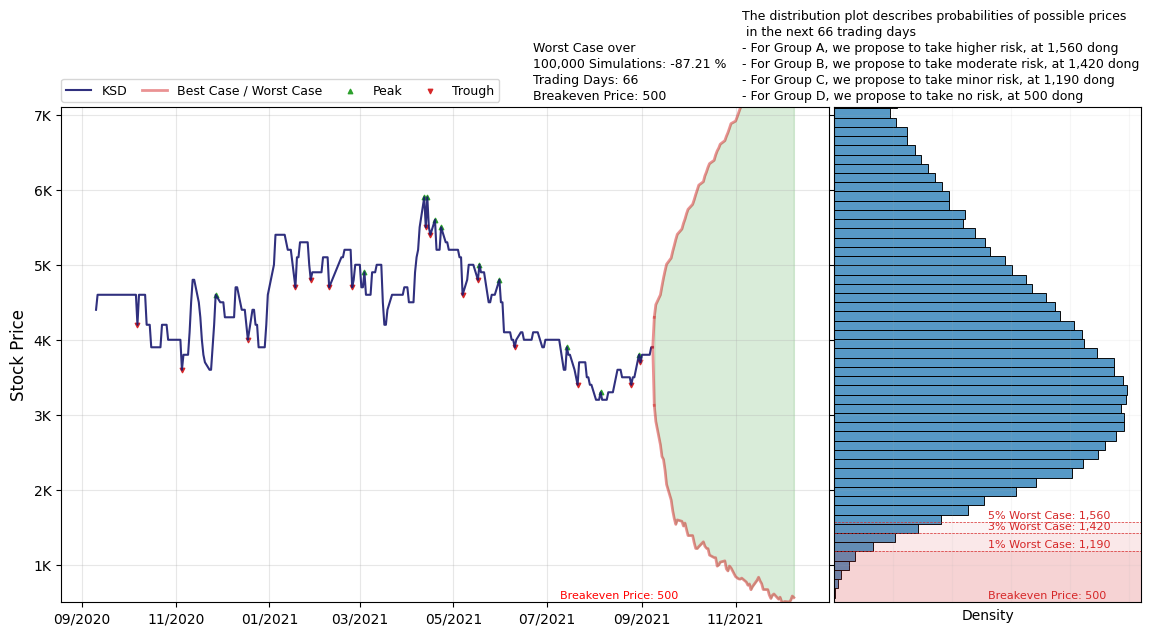 The distribution plot describes probabilities of possible prices
in the next 66 trading days
- For Group A, we propose to take higher risk, at 1,560 dong
- For Group B, we propose to take moderate risk, at 1,420 dong
- For Group C, we propose to take minor risk, at 1,190 dong
- For Group D, we propose to take no risk, at 500 dong
Worst Case over
100,000 Simulations: -87.21 %
Trading Days: 66
Breakeven Price: 500
KSD
Best Case / Worst Case
Peak
Trough
Stock Price
7K
6K
5K
4K
3K
2K
1K
Breakeven Price: 500
09/2020
11/2020
01/2021
03/2021
05/2021
07/2021
09/2021
11/2021
5% Worst Case: 1,560
3% Worst Case: 1,420
1% Worst Case: 1,190
Breakeven Price: 500
Density